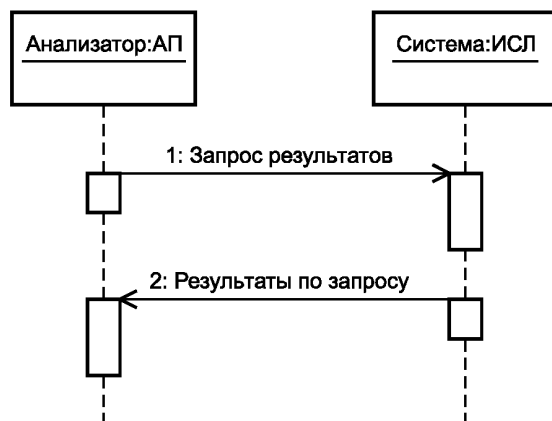 Анализатор:АП
Система:ИСЛ
1: Запрос результатов
2: Результаты по запросу